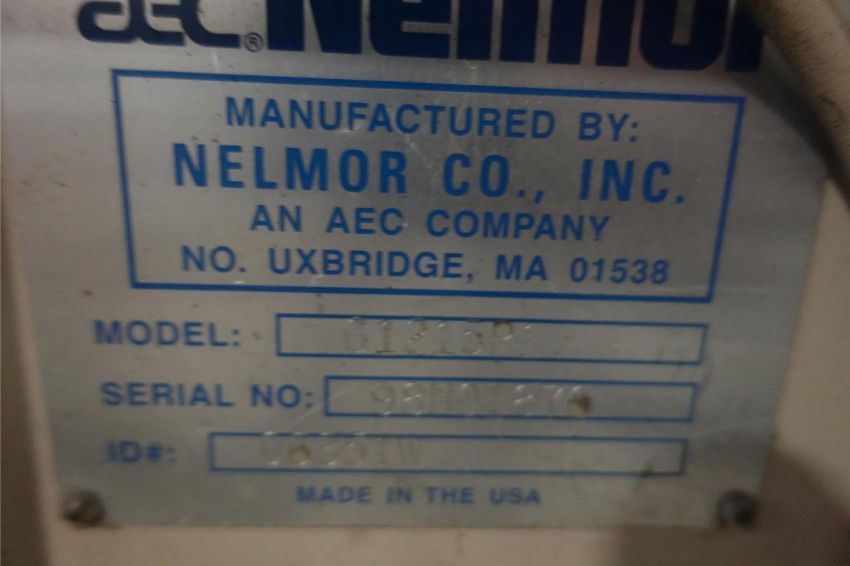 aec® Nelmor
MANUFACTURED BY:
NELMOR CO., INC.
AN AEC COMPANY
NO. UXBRIDGE, MA 01538
MODEL: G1215P1
SERIAL NO:
ID#:
MADE IN THE USA